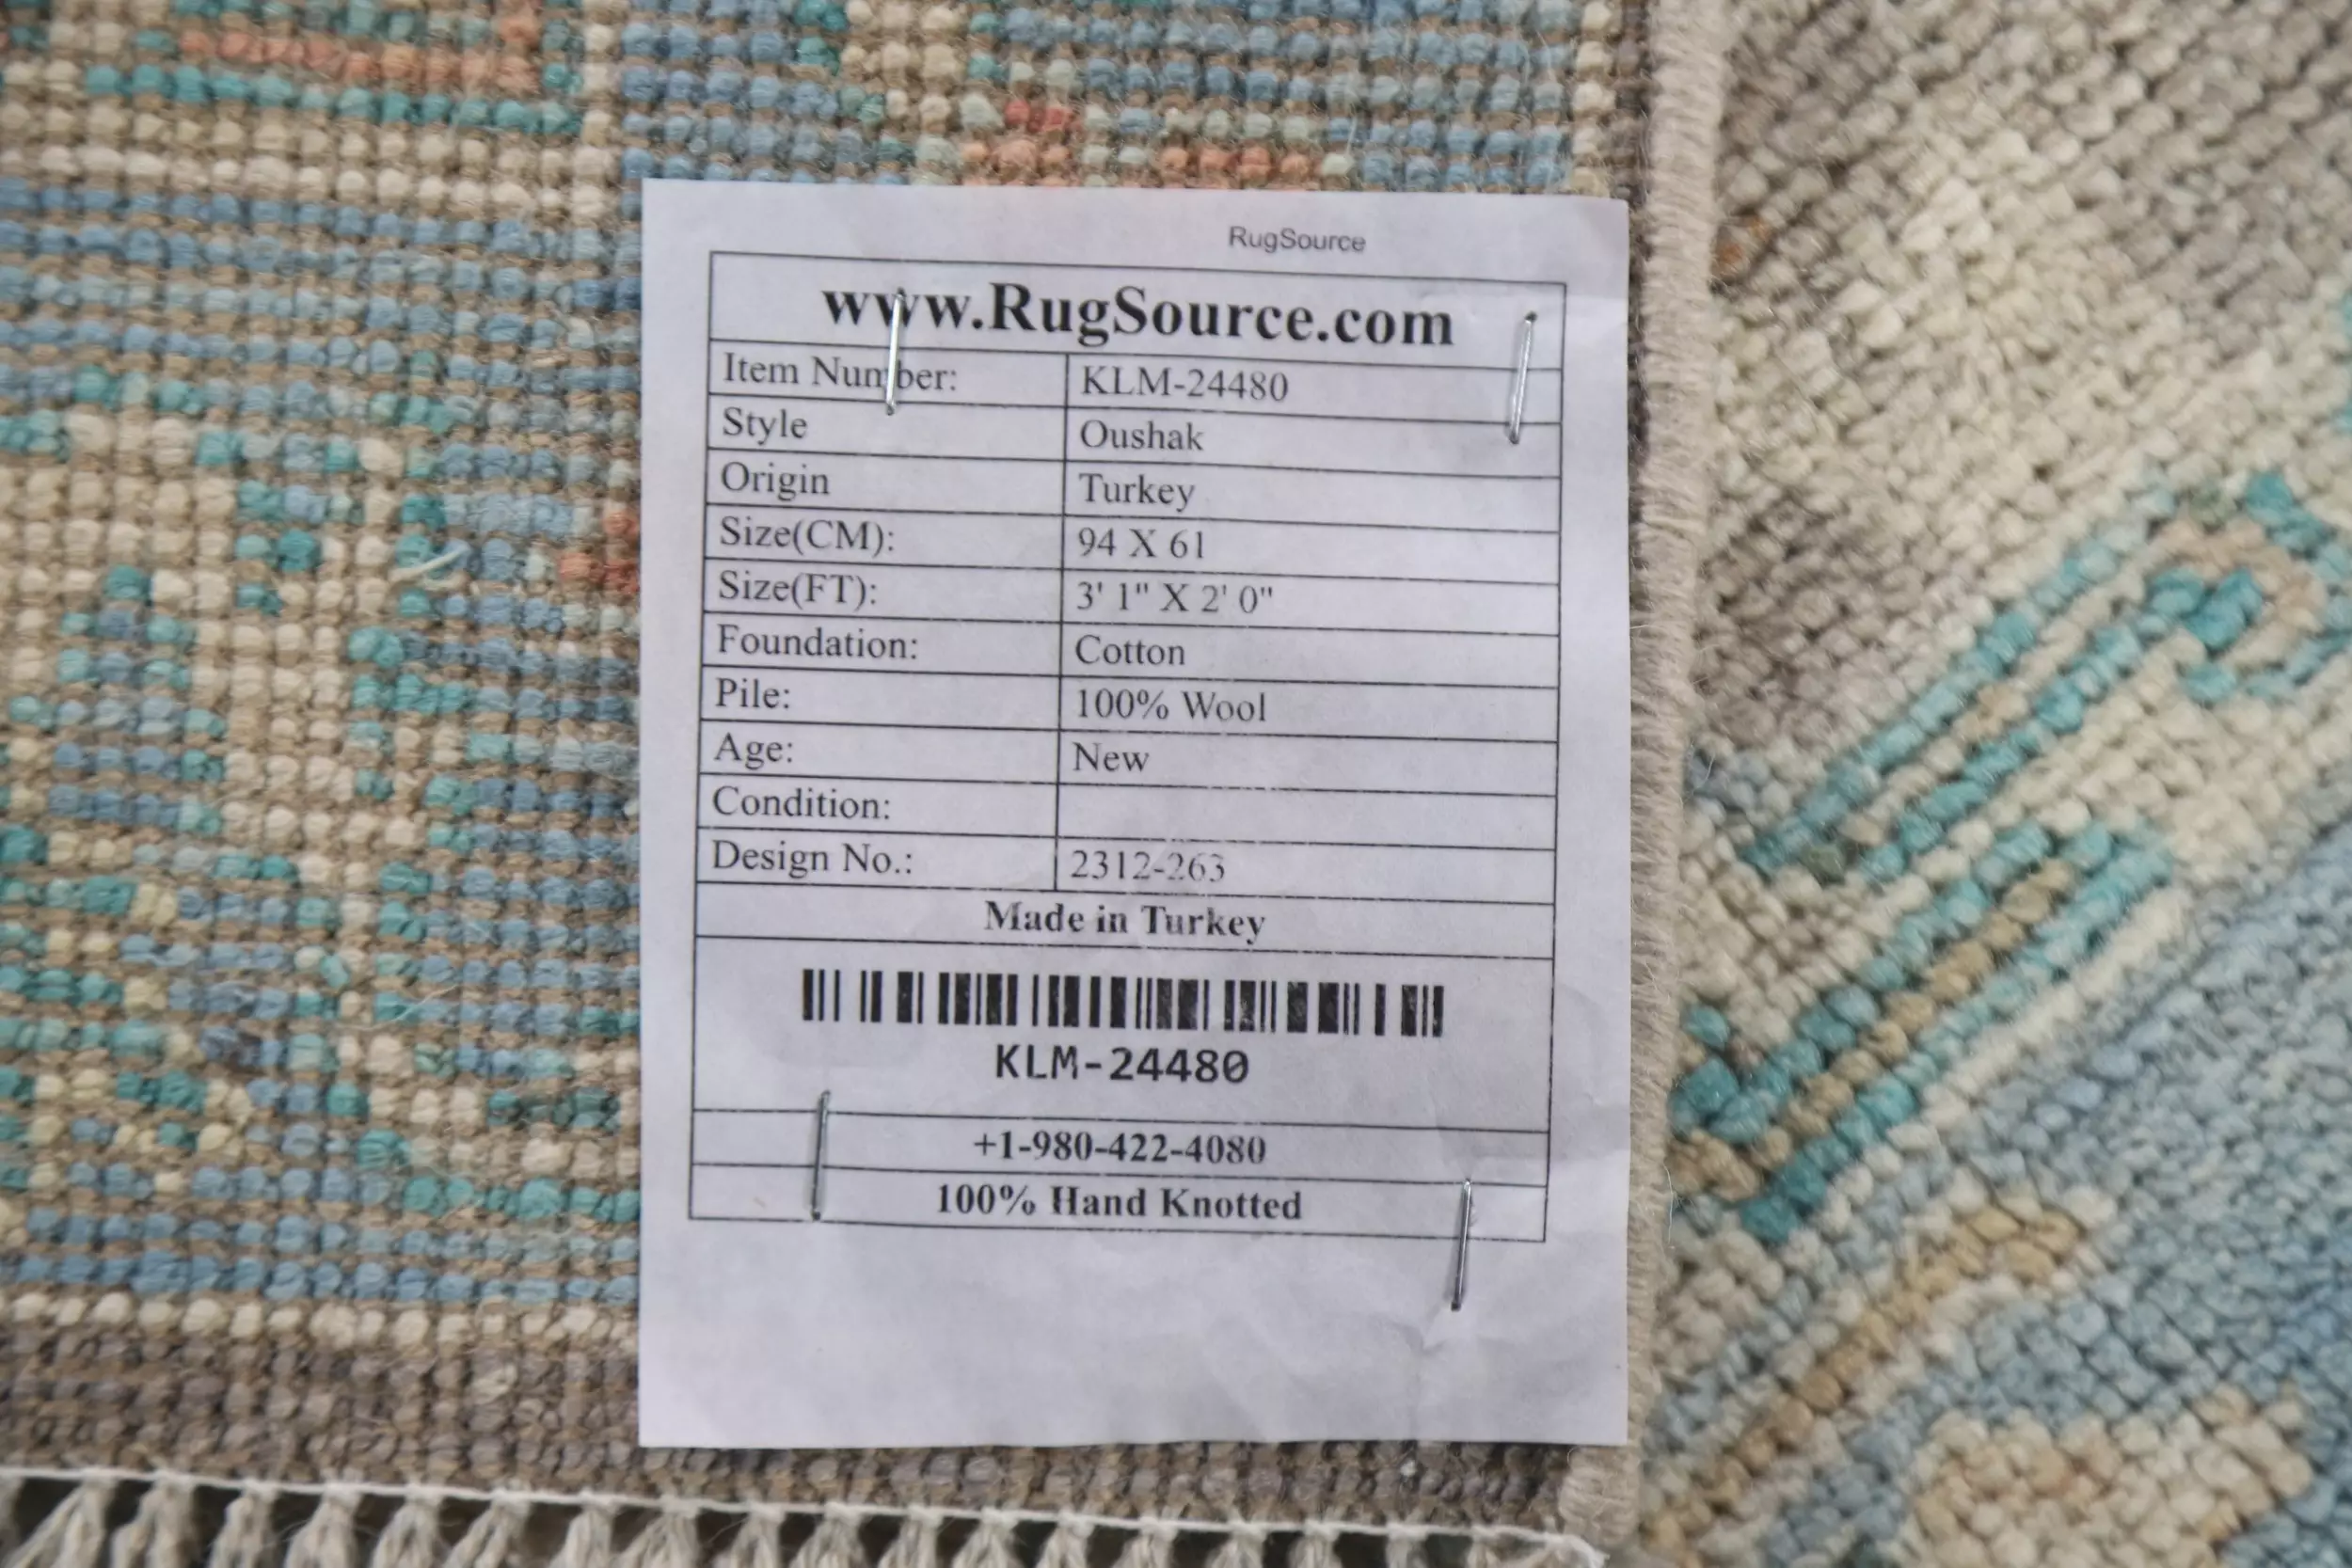 RugSource
www.RugSource.com
Item Number: KLM-24480
Style Oushak
Origin Turkey
Size(CM): 94 X 61
Size(FT): 3' 1" X 2' 0"
Foundation: Cotton
Pile: 100% Wool
Age: New
Condition:
Design No.: 2312-263
Made in Turkey
KLM-24480
+1-980-422-4080
100% Hand Knotted